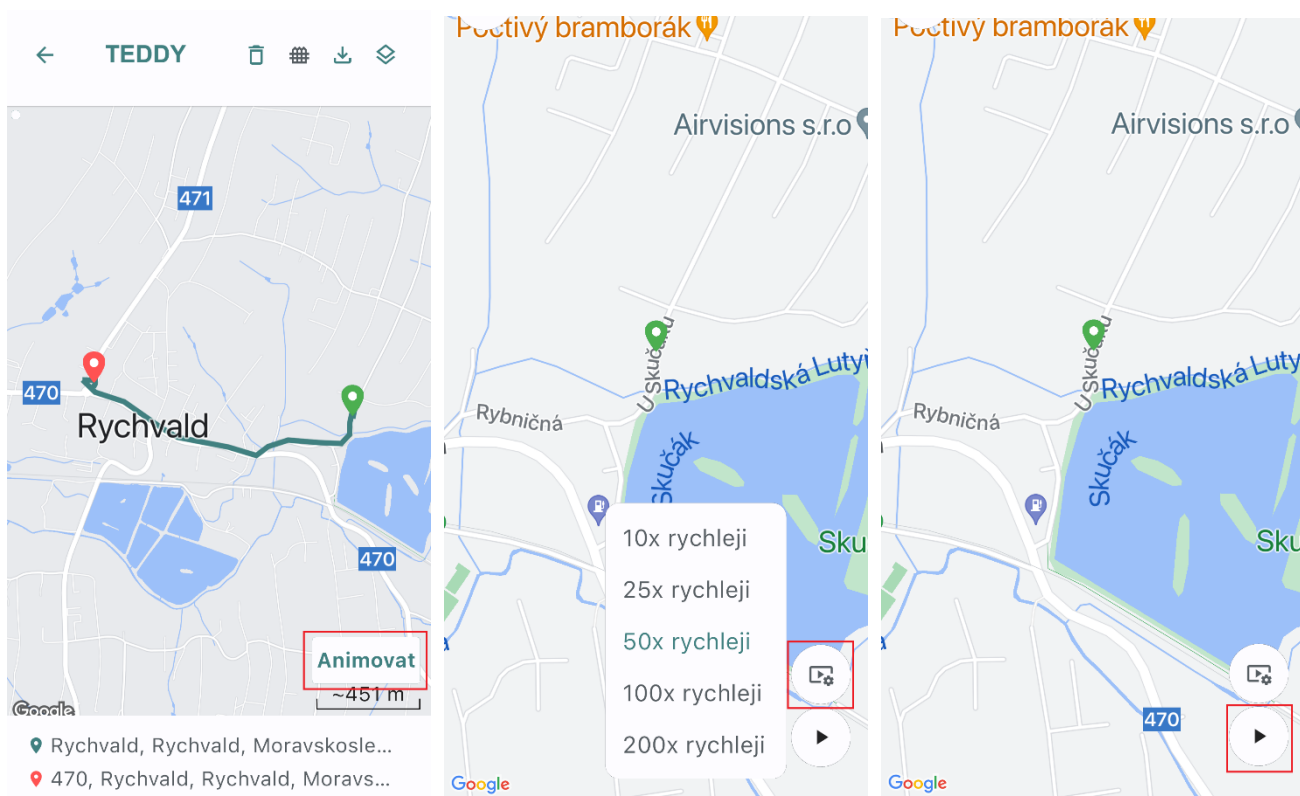 TEDDY
471
470
Rychvald
470
Animovat
~451 m
Google
Rychvald, Rychvald, Moravskosle...
470, Rychvald, Rychvald, Moravs...
Poctivý bramborák
Airvisions s.r.o
U Skučáku
Rychvaldská Lutyň
Rybničná
Skučák
10x rychleji
25x rychleji
50x rychleji
100x rychleji
200x rychleji
Sku
Google
Poctivý bramborák
Airvisions s.r.o
U Skučáku
Rychvaldská Luty
Rybničná
Skučák
Sku
470
Google